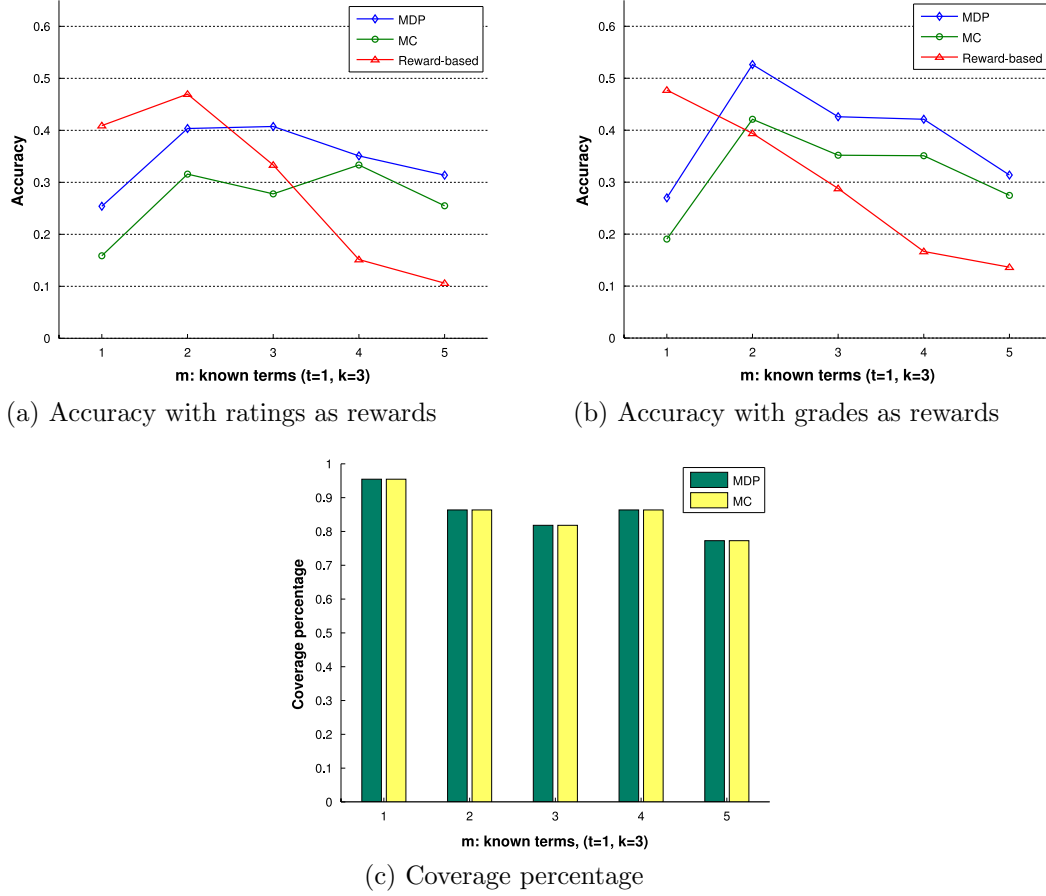 0.6
0.5
0.4
0.3
0.2
0.1
0
Accuracy
MDP
MC
Reward-based
1 2 3 4 5
m: known terms (t=1, k=3)
(a) Accuracy with ratings as rewards
0.6
0.5
0.4
0.3
0.2
0.1
0
Accuracy
MDP
MC
Reward-based
1 2 3 4 5
m: known terms (t=1, k=3)
(b) Accuracy with grades as rewards
1
0.9
0.8
0.7
0.6
0.5
0.4
0.3
0.2
0.1
0
Coverage percentage
MDP
MC
1 2 3 4 5
m: known terms, (t=1, k=3)
(c) Coverage percentage